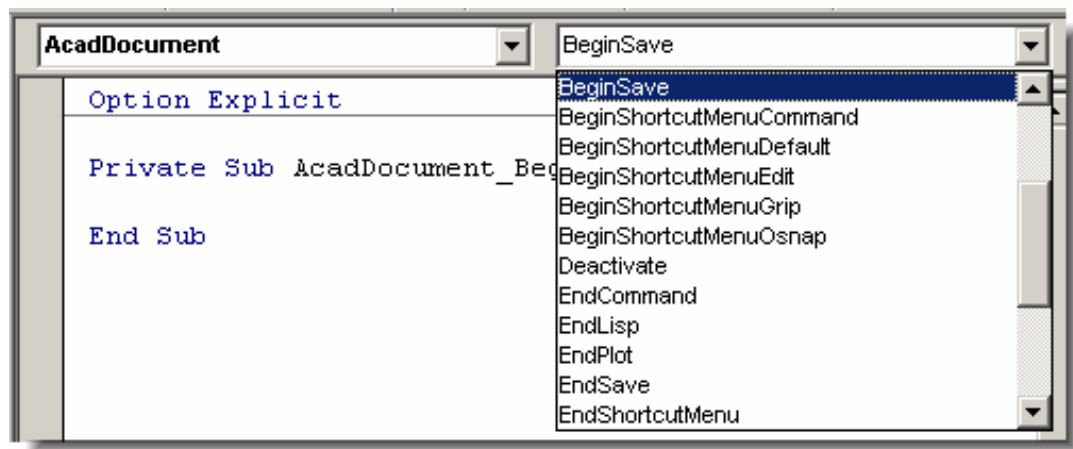 AcadDocument BeginSave
Option Explicit
Private Sub AcadDocument_Beg
End Sub
BeginSave
BeginShortcutMenuCommand
BeginShortcutMenuDefault
BeginShortcutMenuEdit
BeginShortcutMenuGrip
BeginShortcutMenuOsnap
Deactivate
EndCommand
EndLisp
EndPlot
EndSave
EndShortcutMenu